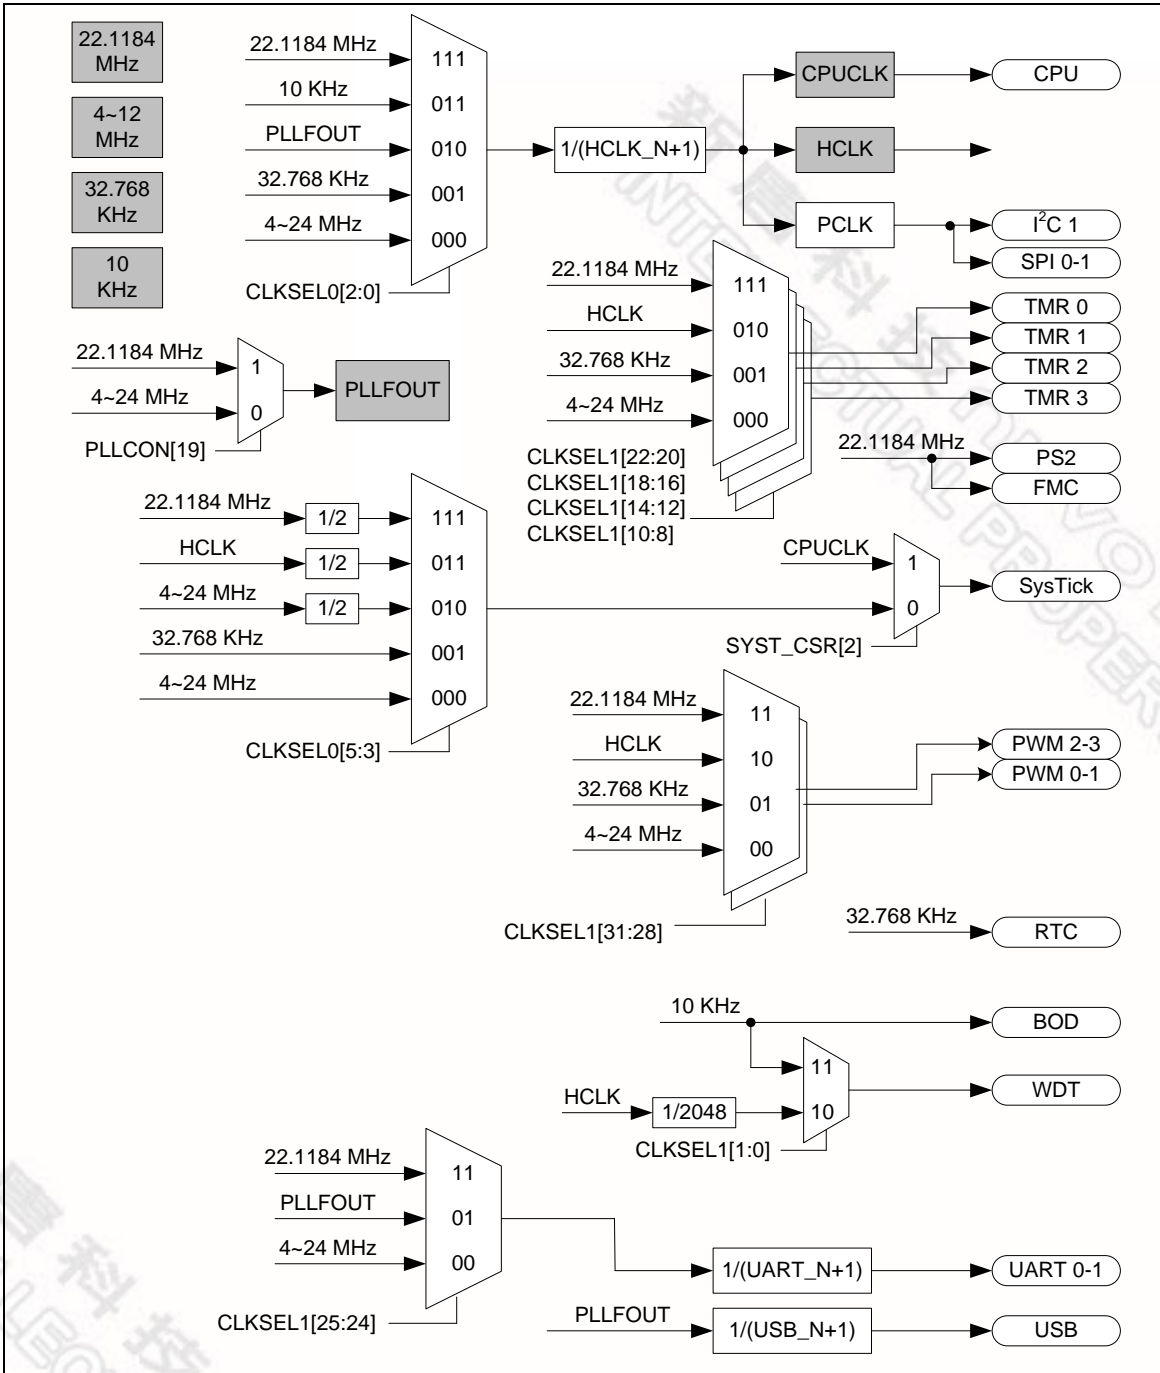 22.1184
MHz
4~12
MHz
32.768
KHz
10
KHz
22.1184 MHz
10 KHz
PLLFOUT
32.768 KHz
4~24 MHz
111
011
010
001
000
CLKSEL0[2:0]
1/(HCLK_N+1)
CPUCLK
CPU
HCLK
PCLK
I2C 1
SPI 0-1
22.1184 MHz
HCLK
32.768 KHz
4~24 MHz
111
010
001
000
CLKSEL1[22:20]
CLKSEL1[18:16]
CLKSEL1[14:12]
CLKSEL1[10:8]
TMR 0
TMR 1
TMR 2
TMR 3
22.1184 MHz
4~24 MHz
1
0
PLLCON[19]
PLLFOUT
22.1184 MHz
PS2
FMC
22.1184 MHz
1/2
111
HCLK
1/2
011
4~24 MHz
1/2
010
32.768 KHz
001
4~24 MHz
000
CLKSEL0[5:3]
CPUCLK
1
0
SYST_CSR[2]
SysTick
22.1184 MHz
11
HCLK
10
32.768 KHz
01
4~24 MHz
00
CLKSEL1[31:28]
PWM 2-3
PWM 0-1
32.768 KHz
RTC
10 KHz
BOD
11
HCLK
1/2048
10
CLKSEL1[1:0]
WDT
22.1184 MHz
11
PLLFOUT
01
4~24 MHz
00
CLKSEL1[25:24]
1/(UART_N+1)
UART 0-1
PLLFOUT
1/(USB_N+1)
USB
新唐科技
INTELLECTUAL PROPERTY